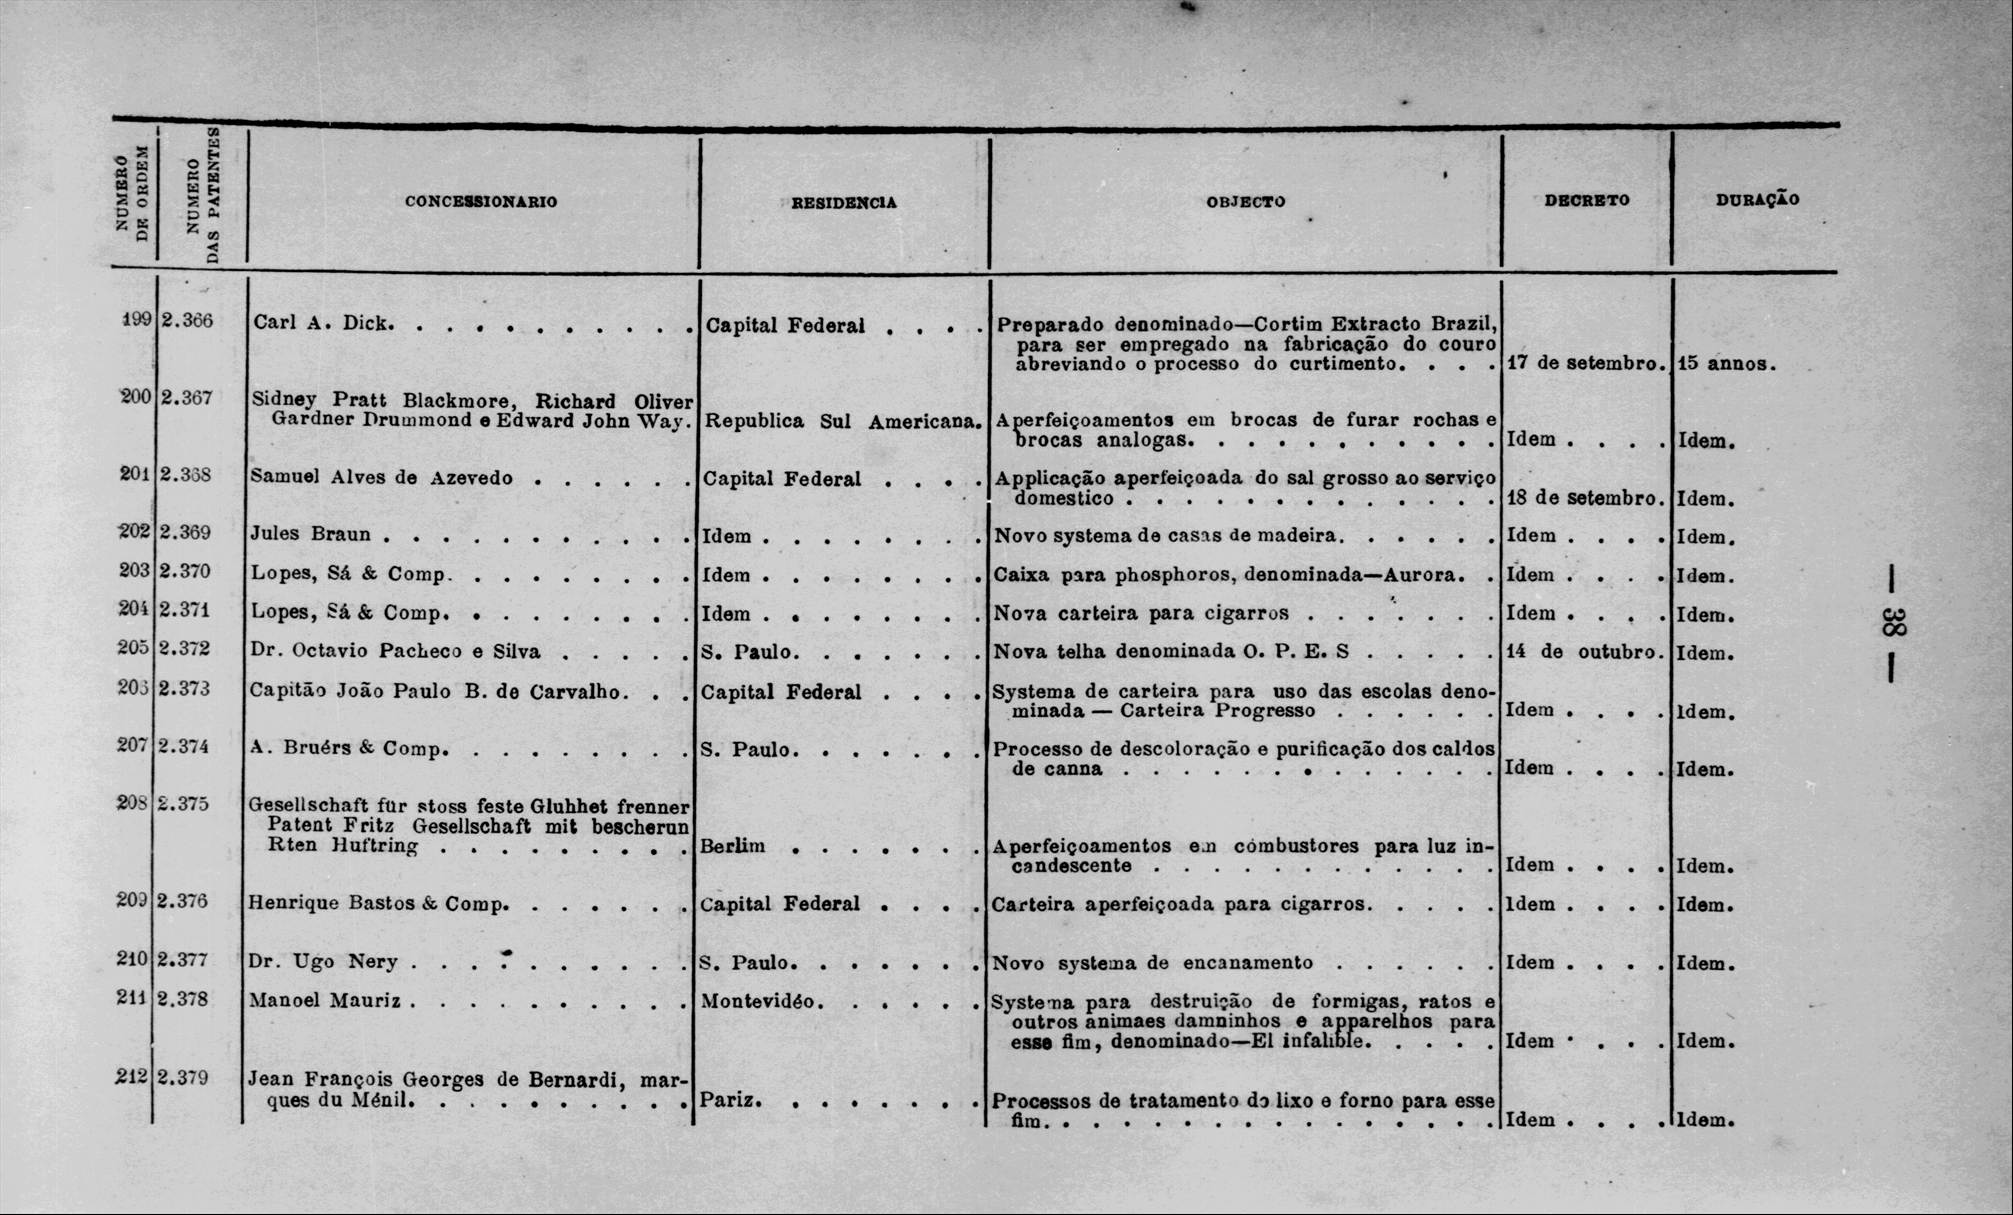 NUMERO DE ORDEM | NUMERO DAS PATENTES | CONCESSIONARIO | RESIDENCIA | OBJECTO | DECRETO | DURAÇÃO
199 2.366 Carl A. Dick. . . . . . . . . . . Capital Federal . . . . Preparado denominado—Cortim Extracto Brazil,
para ser empregado na fabricação do couro
abreviando o processo do curtimento. . . . 17 de setembro. 15 annos.
200 2.367 Sidney Pratt Blackmore, Richard Oliver
Gardner Drummond e Edward John Way. Republica Sul Americana. Aperfeiçoamentos em brocas de furar rochas e
brocas analogas. . . . . . . . . . . Idem . . . . Idem.
201 2.368 Samuel Alves de Azevedo . . . . . . Capital Federal . . . . Applicação aperfeiçoada do sal grosso ao serviço
domestico . . . . . . . . . . . . . 18 de setembro. Idem.
202 2.369 Jules Braun . . . . . . . . . . . Idem . . . . . . . . Novo systema de casas de madeira. . . . . . Idem . . . . Idem.
203 2.370 Lopes, Sá & Comp. . . . . . . . . Idem . . . . . . . . Caixa para phosphoros, denominada—Aurora. . Idem . . . . Idem.
204 2.371 Lopes, Sá & Comp. . . . . . . . . Idem . . . . . . . . Nova carteira para cigarros . . . . . . . Idem . . . . Idem.
205 2.372 Dr. Octavio Pacheco e Silva . . . . . S. Paulo. . . . . . . Nova telha denominada O. P. E. S . . . . . 14 de outubro. Idem.
206 2.373 Capitão João Paulo B. de Carvalho. . . Capital Federal . . . . Systema de carteira para uso das escolas deno-
minada — Carteira Progresso . . . . . . Idem . . . . Idem.
207 2.374 A. Bruérs & Comp. . . . . . . . . S. Paulo. . . . . . . Processo de descoloração e purificação dos caldos
de canna . . . . . . . . . . . . . Idem . . . . Idem.
208 2.375 Gesellschaft für stoss feste Gluhhet frenner
Patent Fritz Gesellschaft mit bescherun
Rten Huftring . . . . . . . . . Berlim . . . . . . . Aperfeiçoamentos em combustores para luz in-
candescente . . . . . . . . . . . . Idem . . . . Idem.
209 2.376 Henrique Bastos & Comp. . . . . . . Capital Federal . . . . Carteira aperfeiçoada para cigarros. . . . . Idem . . . . Idem.
210 2.377 Dr. Ugo Nery . . . . . . . . . . S. Paulo. . . . . . . Novo systema de encanamento . . . . . . Idem . . . . Idem.
211 2.378 Manoel Mauriz . . . . . . . . . . Montevidéo. . . . . . Systema para destruição de formigas, ratos e
outros animaes damninhos e apparelhos para
esse fim, denominado—El infalible. . . . . Idem . . . . Idem.
212 2.379 Jean François Georges de Bernardi, mar-
ques du Ménil. . . . . . . . . . Pariz. . . . . . . . Processos de tratamento do lixo e forno para esse
fim. . . . . . . . . . . . . . . . Idem . . . . Idem.
— 38 —